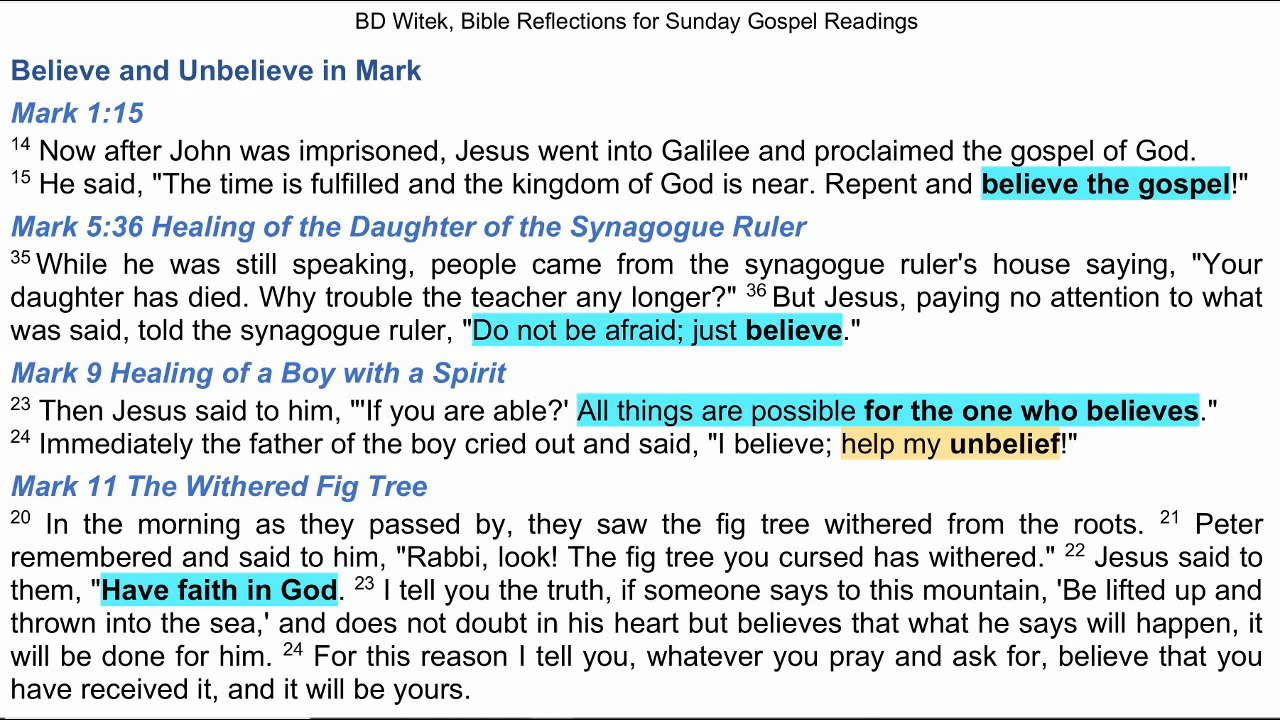 BD Witek, Bible Reflections for Sunday Gospel Readings
Believe and Unbelieve in Mark
Mark 1:15
14 Now after John was imprisoned, Jesus went into Galilee and proclaimed the gospel of God.
15 He said, "The time is fulfilled and the kingdom of God is near. Repent and believe the gospel!"
Mark 5:36 Healing of the Daughter of the Synagogue Ruler
35 While he was still speaking, people came from the synagogue ruler's house saying, "Your
daughter has died. Why trouble the teacher any longer?" 36 But Jesus, paying no attention to what
was said, told the synagogue ruler, "Do not be afraid; just believe."
Mark 9 Healing of a Boy with a Spirit
23 Then Jesus said to him, "'If you are able?' All things are possible for the one who believes."
24 Immediately the father of the boy cried out and said, "I believe; help my unbelief!"
Mark 11 The Withered Fig Tree
20 In the morning as they passed by, they saw the fig tree withered from the roots. 21 Peter
remembered and said to him, "Rabbi, look! The fig tree you cursed has withered." 22 Jesus said to
them, "Have faith in God. 23 I tell you the truth, if someone says to this mountain, 'Be lifted up and
thrown into the sea,' and does not doubt in his heart but believes that what he says will happen, it
will be done for him. 24 For this reason I tell you, whatever you pray and ask for, believe that you
have received it, and it will be yours.